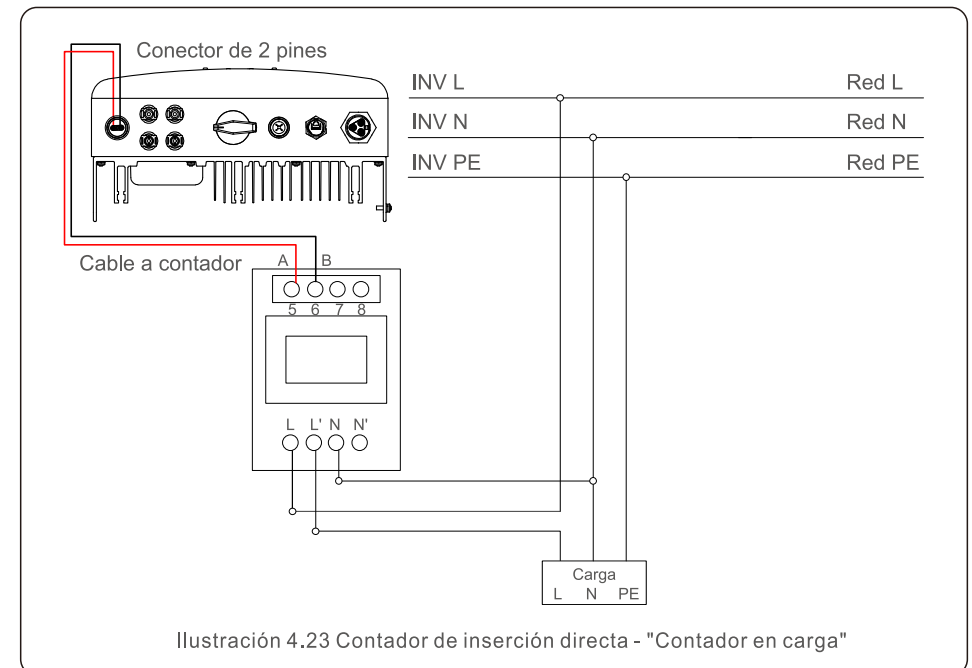 Conector de 2 pines
INV L Red L
INV N Red N
INV PE Red PE
Cable a contador
A B
5 6 7 8
L L' N N'
Carga
L N PE
Ilustración 4.23 Contador de inserción directa - "Contador en carga"